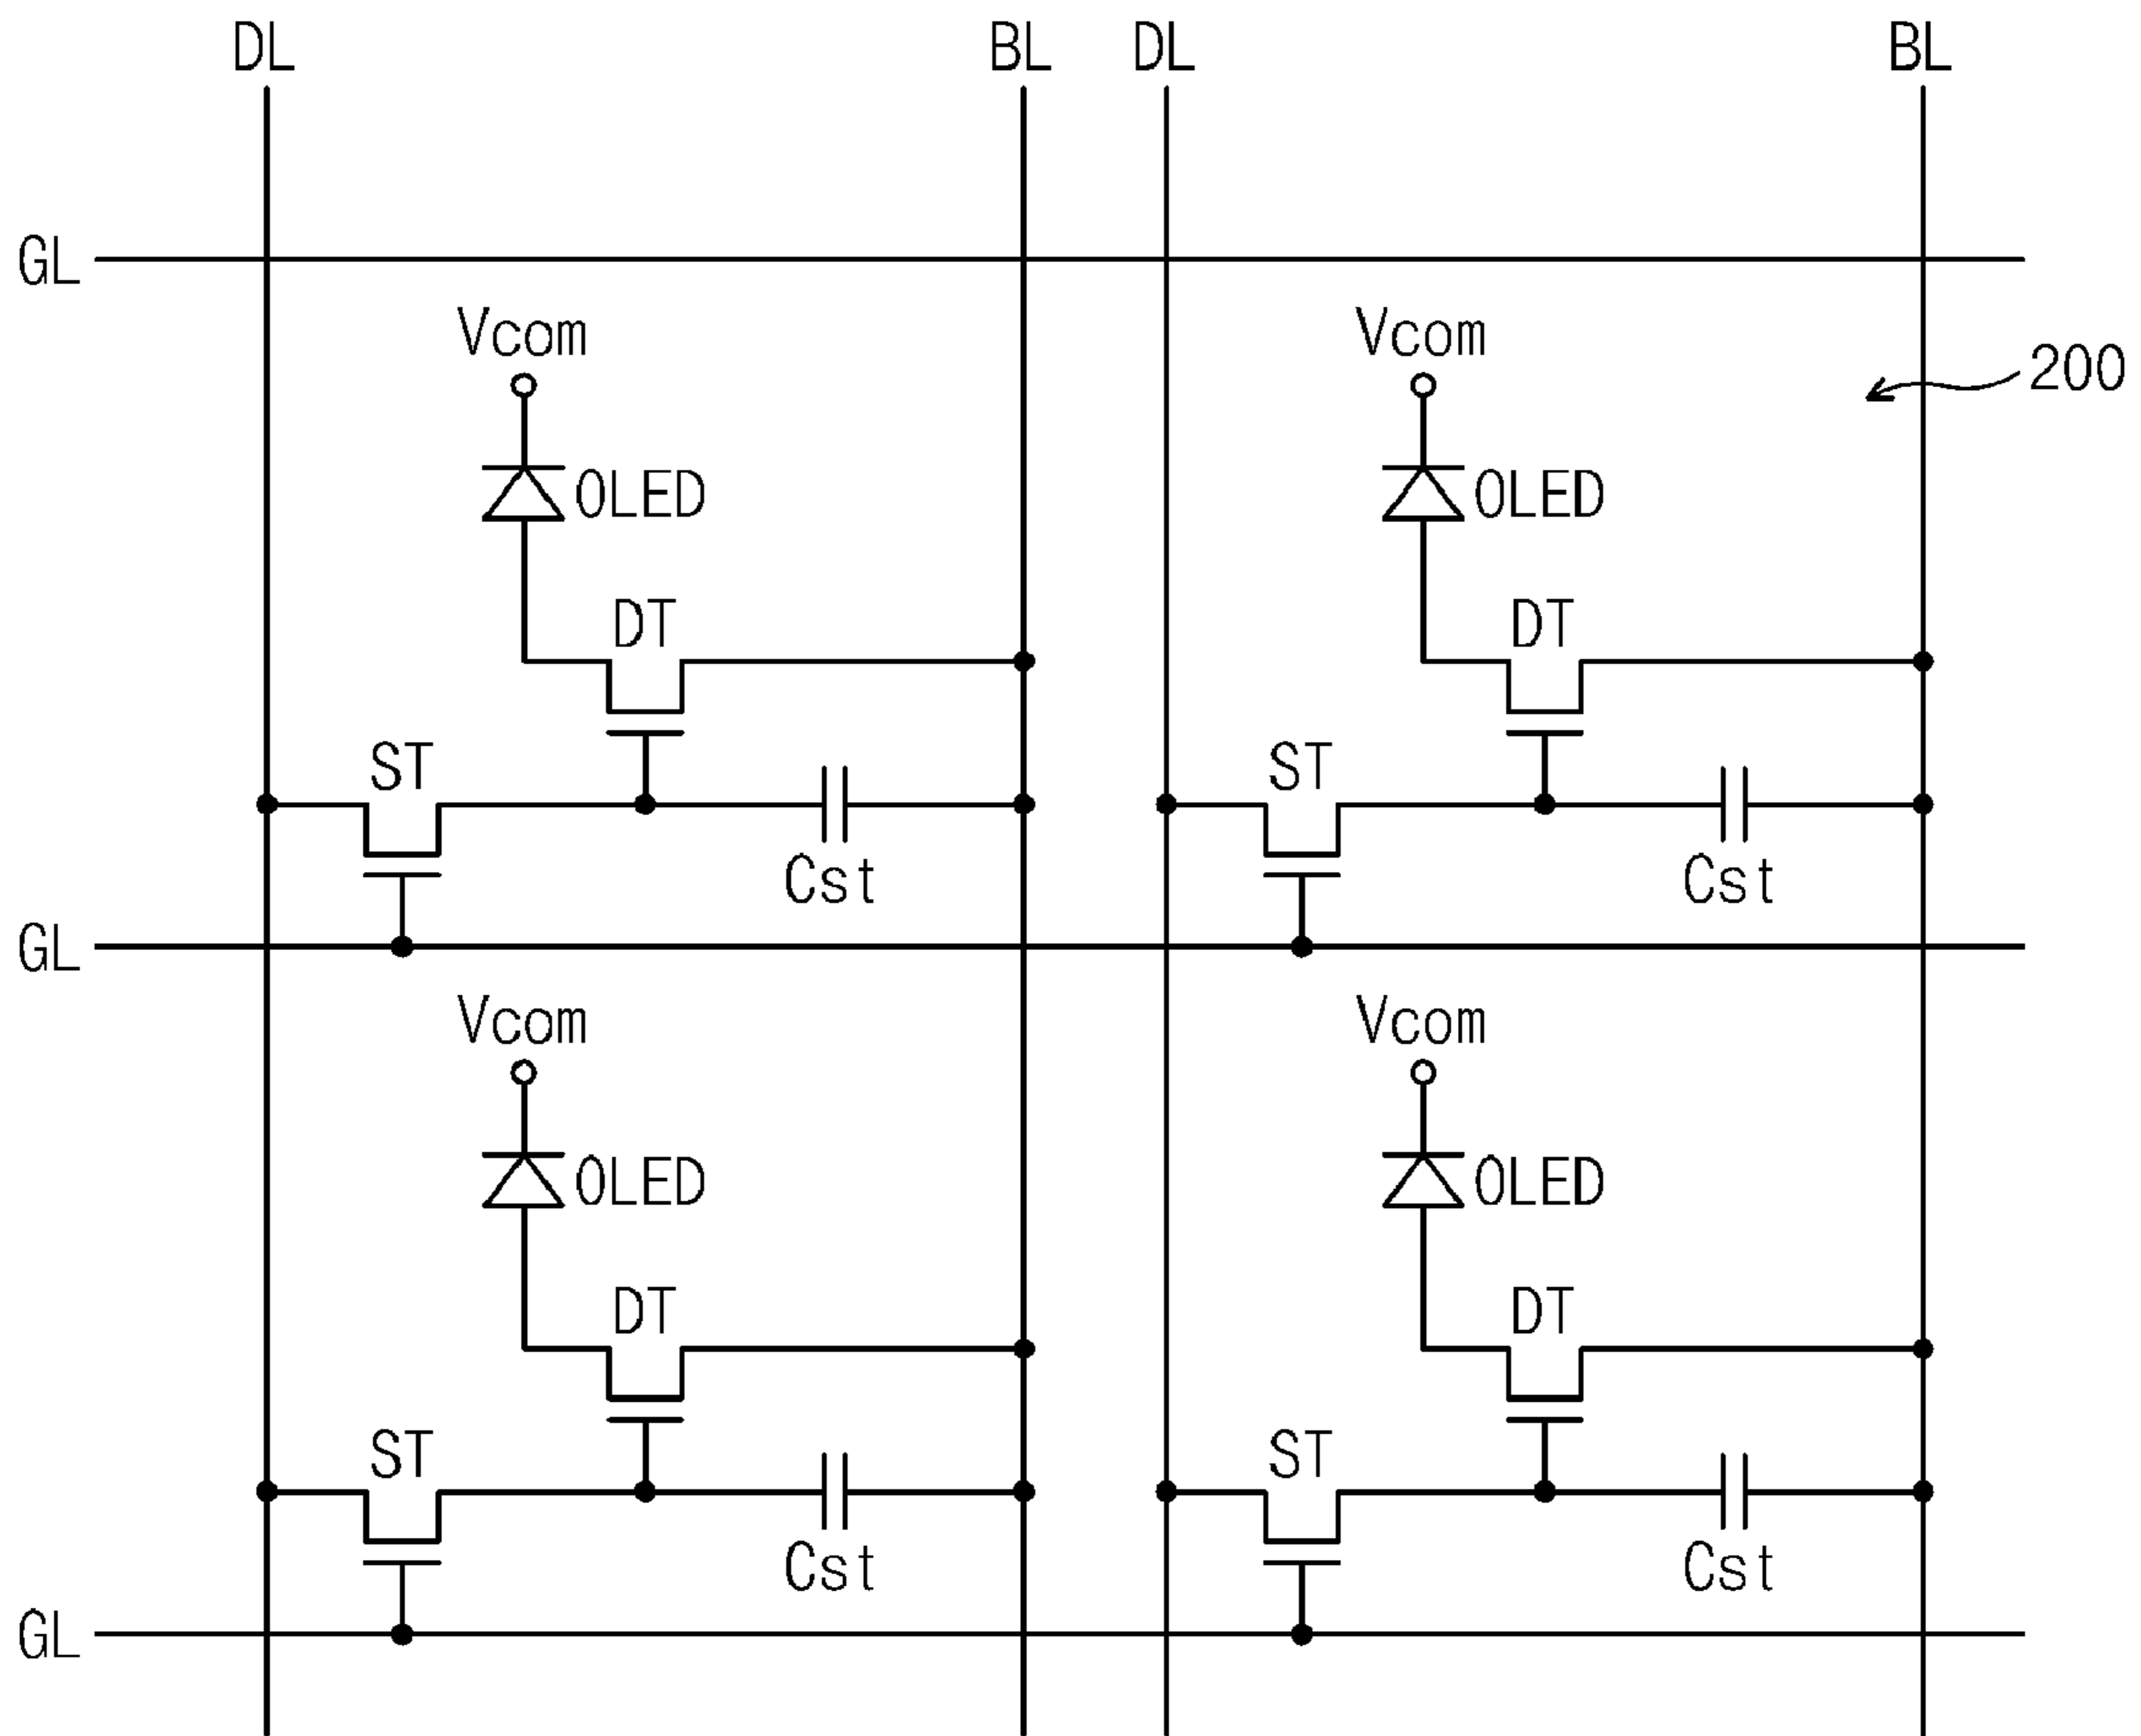 DL BL DL BL
GL
Vcom Vcom
200
OLED OLED
DT DT
ST ST
Cst Cst
GL
Vcom Vcom
OLED OLED
DT DT
ST ST
Cst Cst
GL